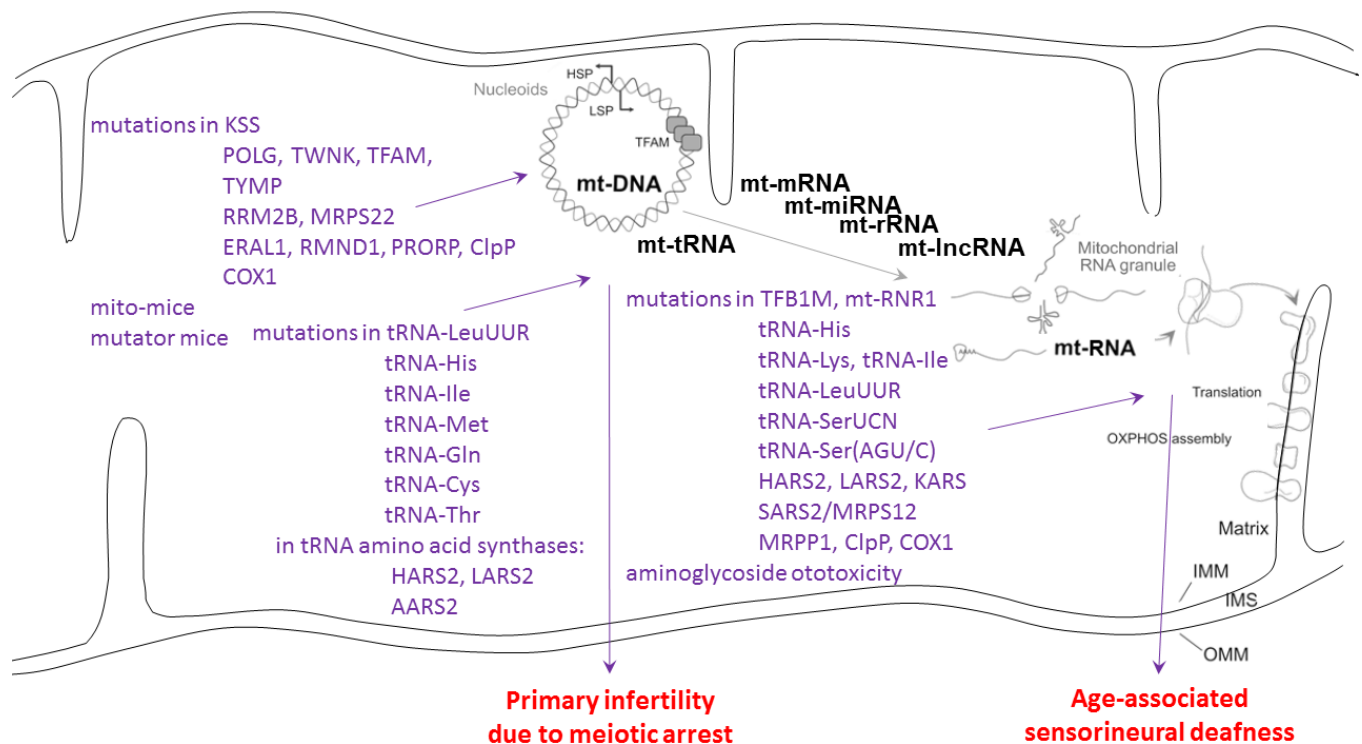 HSP
Nucleoids
LSP
TFAM
mt-DNA
mt-tRNA
mutations in KSS
POLG, TWNK, TFAM,
TYMP
RRM2B, MRPS22
ERAL1, RMND1, PRORP, ClpP
COX1
mito-mice
mutator mice
mutations in tRNA-LeuUUR
tRNA-His
tRNA-Ile
tRNA-Met
tRNA-Gln
tRNA-Cys
tRNA-Thr
in tRNA amino acid synthases:
HARS2, LARS2
AARS2
mt-mRNA
mt-miRNA
mt-rRNA
mt-lncRNA
Mitochondrial
RNA granule
mt-RNA
mutations in TFB1M, mt-RNR1
tRNA-His
tRNA-Lys, tRNA-Ile
tRNA-LeuUUR
tRNA-SerUCN
tRNA-Ser(AGU/C)
HARS2, LARS2, KARS
SARS2/MRPS12
MRPP1, ClpP, COX1
aminoglycoside ototoxicity
Translation
OXPHOS assembly
Matrix
IMM
IMS
OMM
Primary infertility
due to meiotic arrest
Age-associated
sensorineural deafness